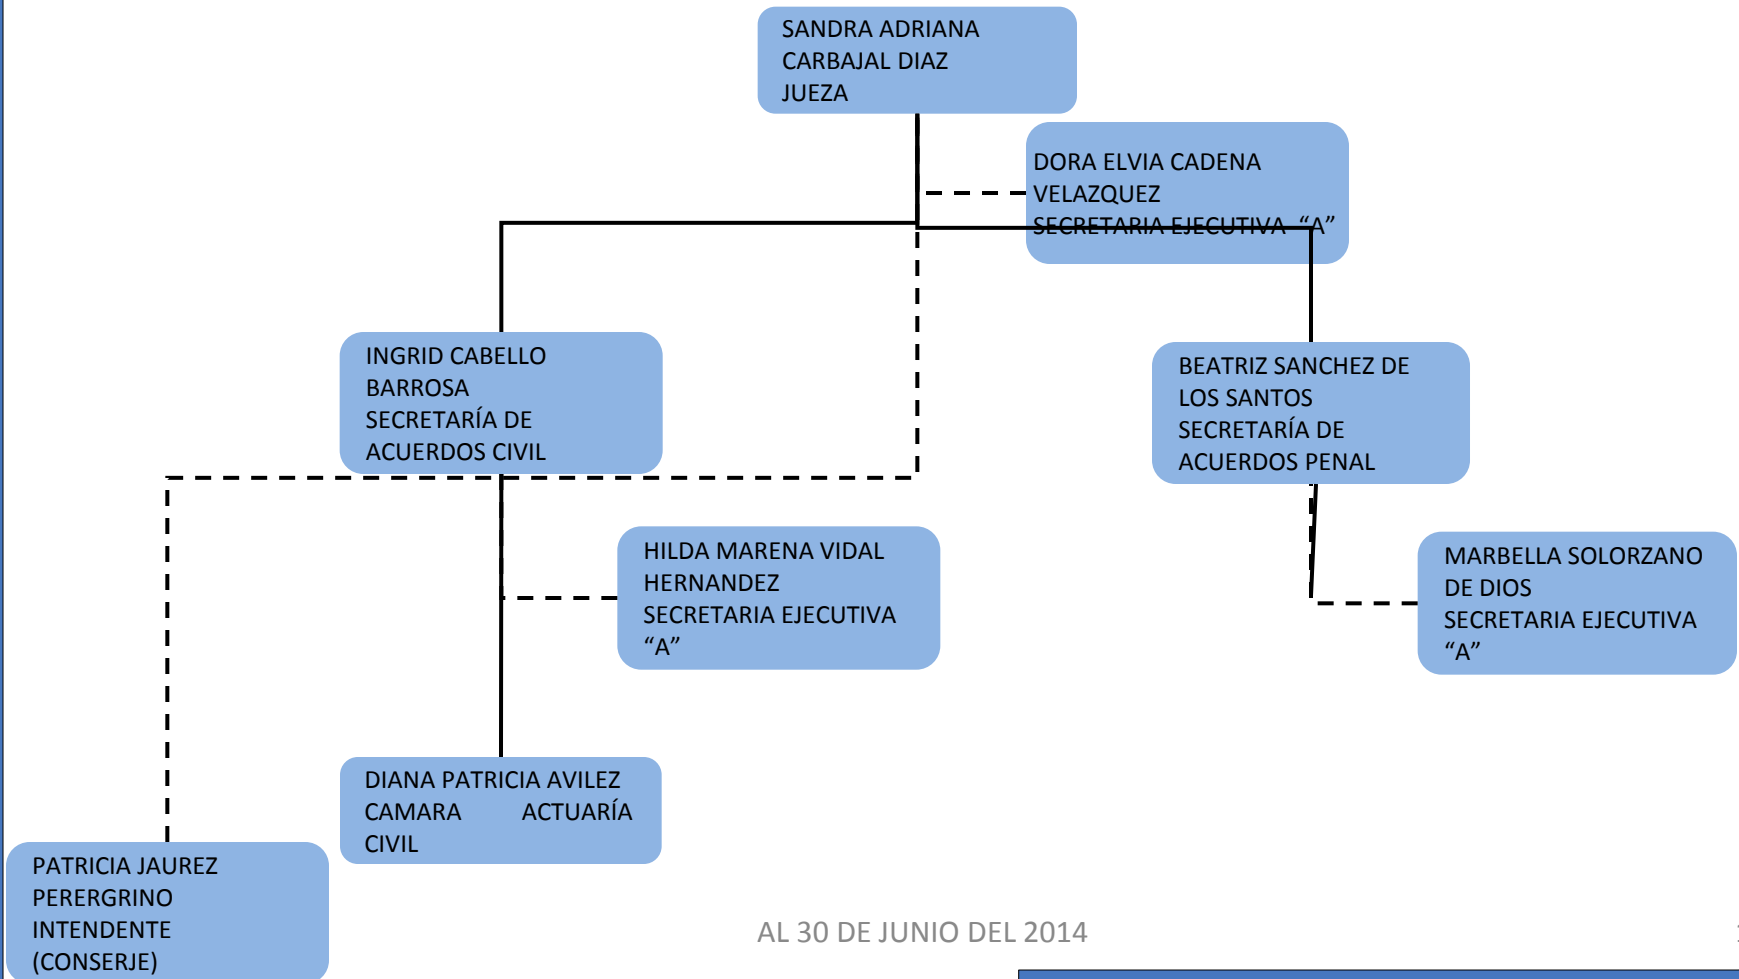 SANDRA ADRIANA
CARBAJAL DIAZ
JUEZA
DORA ELVIA CADENA
VELAZQUEZ
SECRETARIA EJECUTIVA “A”
INGRID CABELLO
BARROSA
SECRETARÍA DE
ACUERDOS CIVIL
BEATRIZ SANCHEZ DE
LOS SANTOS
SECRETARÍA DE
ACUERDOS PENAL
HILDA MARENA VIDAL
HERNANDEZ
SECRETARIA EJECUTIVA
“A”
MARBELLA SOLORZANO
DE DIOS
SECRETARIA EJECUTIVA
“A”
DIANA PATRICIA AVILEZ
CAMARA ACTUARÍA
CIVIL
PATRICIA JAUREZ
PERERGRINO
INTENDENTE
(CONSERJE)
AL 30 DE JUNIO DEL 2014